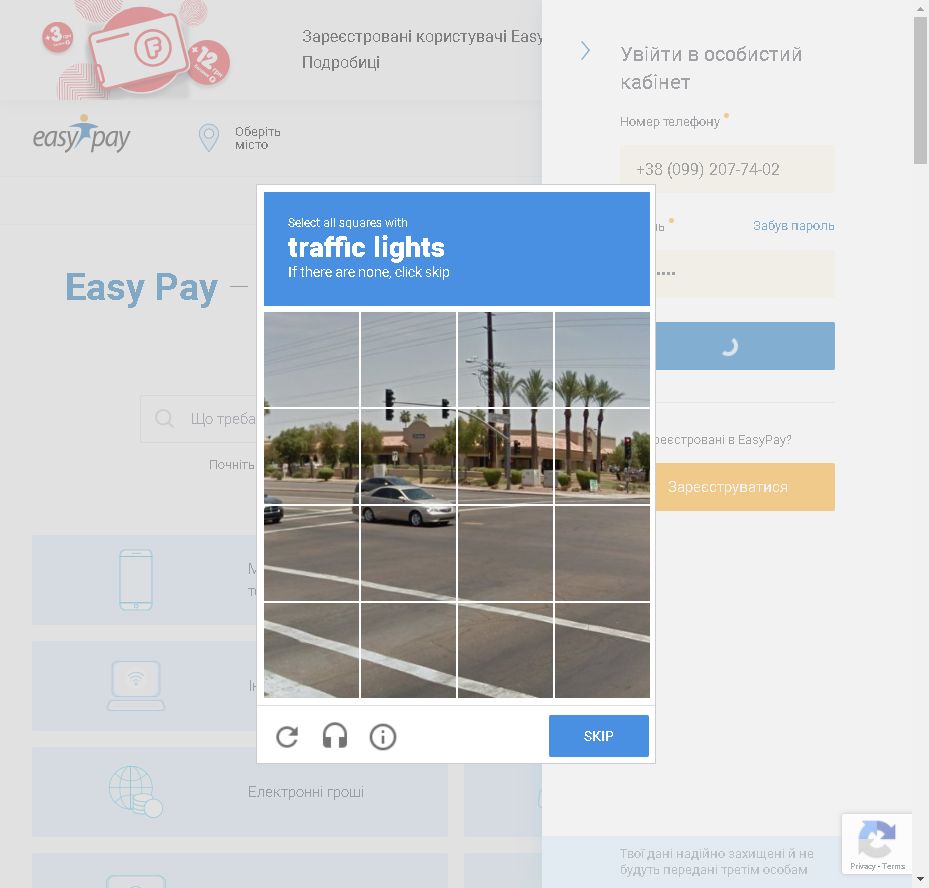 +3 грн
+12 грн
Зареєстровані користувачі Easy
Подробиці
easypay
Оберіть
місто
Увійти в особистий
кабінет
Номер телефону
+38 (099) 207-74-02
ль
Забув пароль
Select all squares with
traffic lights
If there are none, click skip
Easy Pay —
Що треба
Почніть
реєстровані в EasyPay?
Зареєструватися
SKIP
Електронні гроші
Твої дані надійно захищені й не
будуть передані третім особам
Privacy - Terms